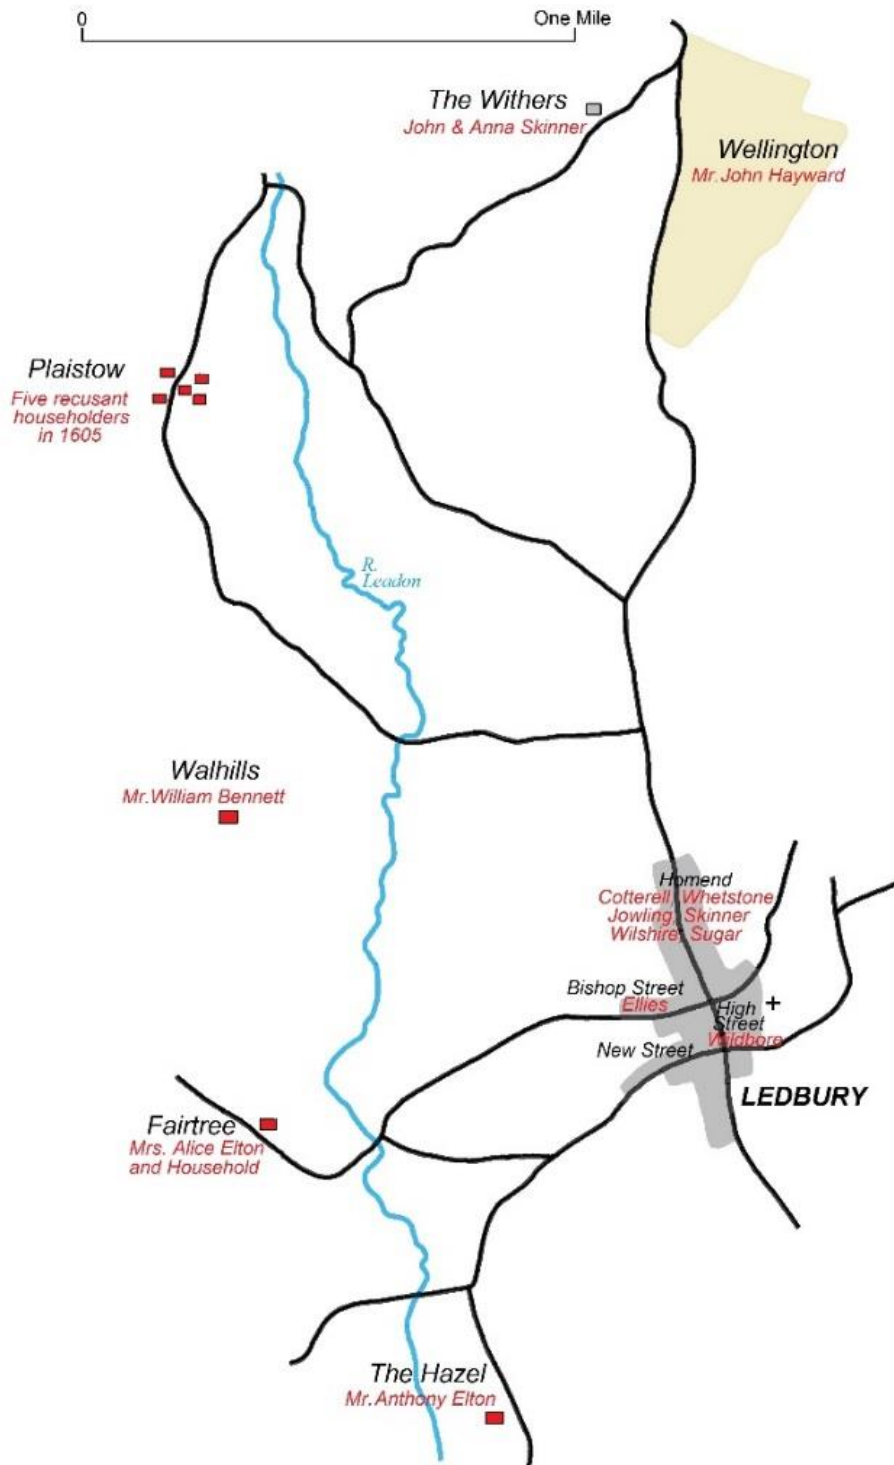 0 One Mile
The Withers
John & Anna Skinner
Wellington
Mr. John Hayward
Plaistow
Five recusant
householders
in 1605
R.
Leadon
Walhills
Mr. William Bennett
Homend
Cotterell, Whetstone
Jowling, Skinner
Wilshire, Sugar
Bishop Street
Ellies
High
Street
Wildbore
New Street
LEDBURY
Fairtree
Mrs. Alice Elton
and Household
The Hazel
Mr. Anthony Elton